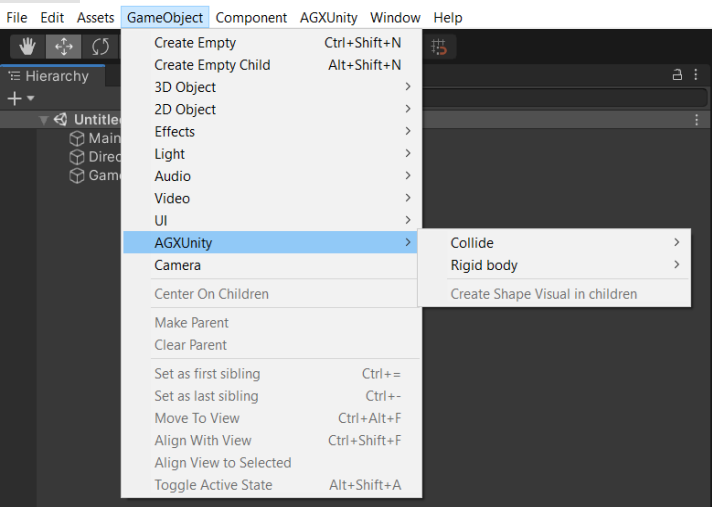 File Edit Assets GameObject Component AGXUnity Window Help
Create Empty Ctrl+Shift+N
Create Empty Child Alt+Shift+N
Hierarchy
3D Object
2D Object
Untitle
Effects
Main
Light
Direc
Audio
Game
Video
UI
AGXUnity
Collide
Camera
Rigid body
Center On Children
Create Shape Visual in children
Make Parent
Clear Parent
Set as first sibling Ctrl+=
Set as last sibling Ctrl+-
Move To View Ctrl+Alt+F
Align With View Ctrl+Shift+F
Align View to Selected
Toggle Active State Alt+Shift+A